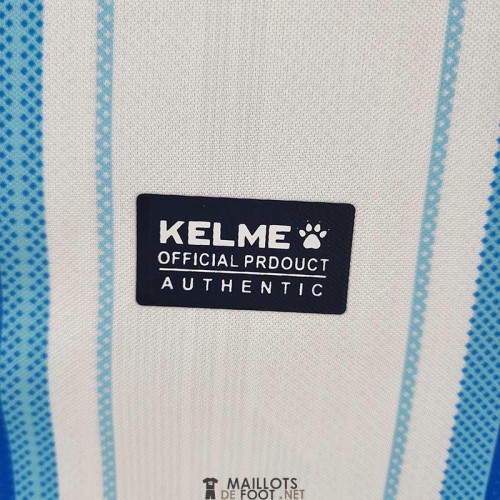 KELME
OFFICIAL PRDOUCT
AUTHENTIC
MAILLOTS
DE FOOT.NET